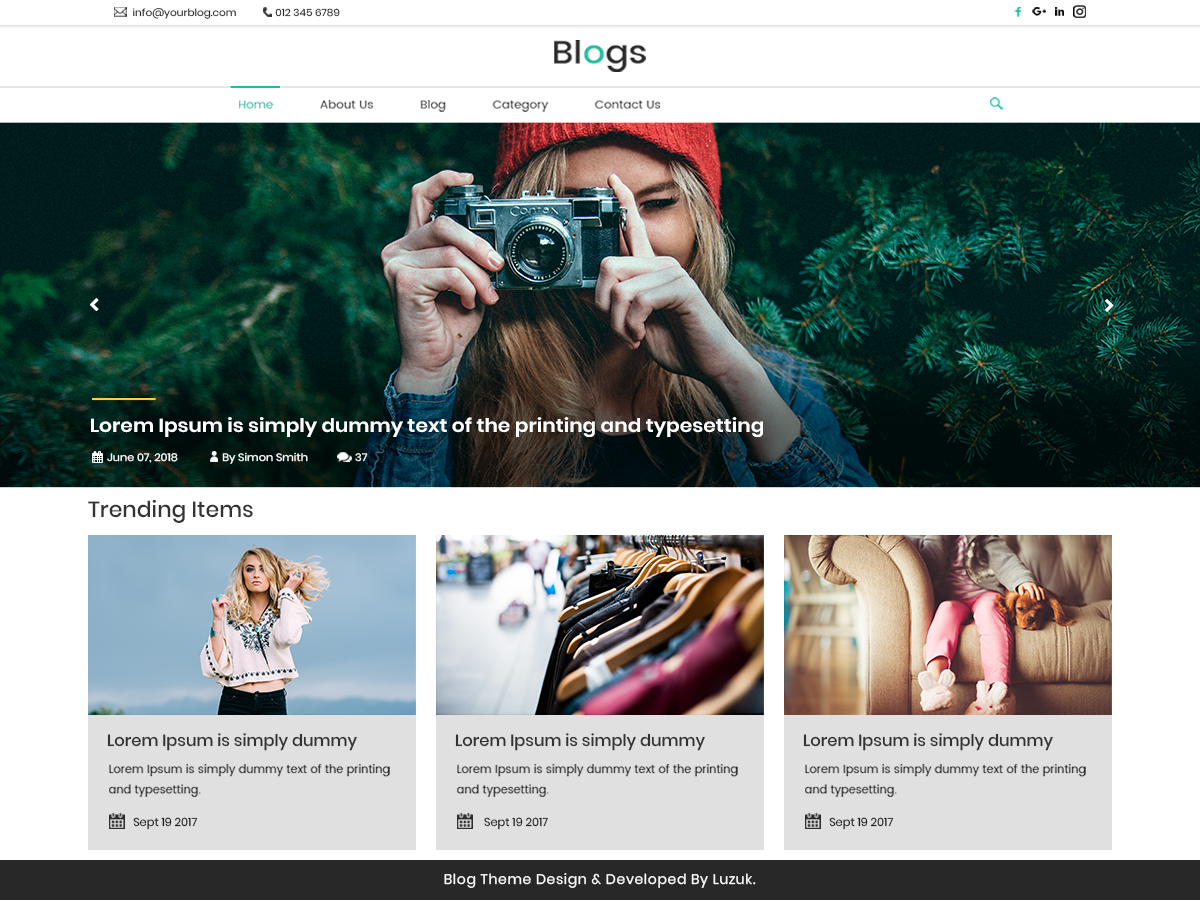 info@yourblog.com 012 345 6789
Blogs
Home About Us Blog Category Contact Us
Contax
Lorem Ipsum is simply dummy text of the printing and typesetting
June 07, 2018 By Simon Smith 37
Trending Items
Lorem Ipsum is simply dummy
Lorem Ipsum is simply dummy text of the printing
and typesetting.
Sept 19 2017
Lorem Ipsum is simply dummy
Lorem Ipsum is simply dummy text of the printing
and typesetting.
Sept 19 2017
Lorem Ipsum is simply dummy
Lorem Ipsum is simply dummy text of the printing
and typesetting.
Sept 19 2017
Blog Theme Design & Developed By Luzuk.